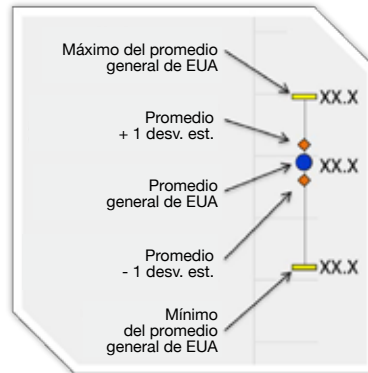 Máximo del promedio
general de EUA
XX.X
Promedio
+ 1 desv. est.
Promedio
general de EUA
XX.X
Promedio
- 1 desv. est.
XX.X
Mínimo
del promedio
general de EUA